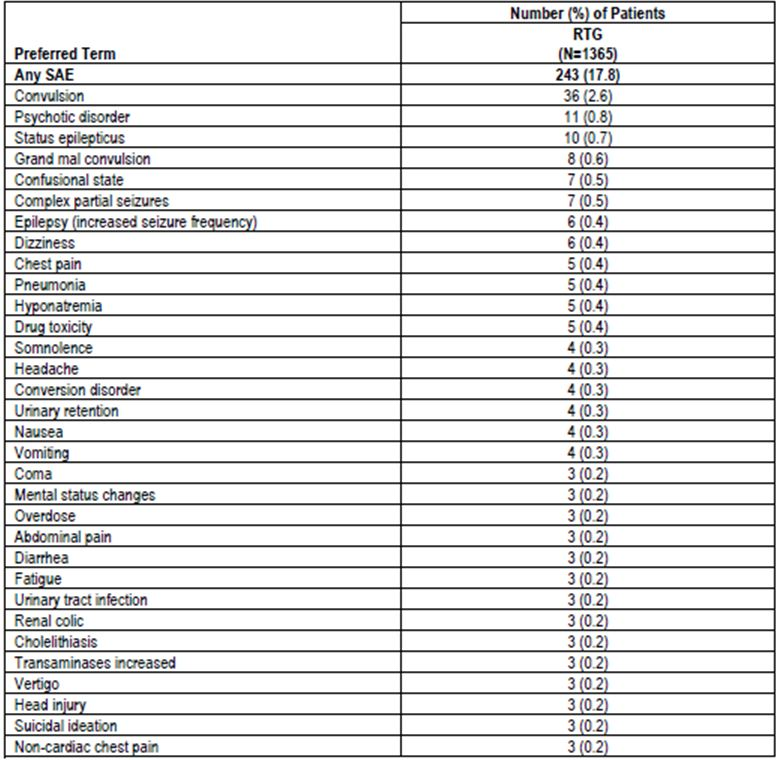 Number (%) of Patients
Preferred Term
RTG
(N=1365)
Any SAE 243 (17.8)
Convulsion 36 (2.6)
Psychotic disorder 11 (0.8)
Status epilepticus 10 (0.7)
Grand mal convulsion 8 (0.6)
Confusional state 7 (0.5)
Complex partial seizures 7 (0.5)
Epilepsy (increased seizure frequency) 6 (0.4)
Dizziness 6 (0.4)
Chest pain 5 (0.4)
Pneumonia 5 (0.4)
Hyponatremia 5 (0.4)
Drug toxicity 5 (0.4)
Somnolence 4 (0.3)
Headache 4 (0.3)
Conversion disorder 4 (0.3)
Urinary retention 4 (0.3)
Nausea 4 (0.3)
Vomiting 4 (0.3)
Coma 3 (0.2)
Mental status changes 3 (0.2)
Overdose 3 (0.2)
Abdominal pain 3 (0.2)
Diarrhea 3 (0.2)
Fatigue 3 (0.2)
Urinary tract infection 3 (0.2)
Renal colic 3 (0.2)
Cholelithiasis 3 (0.2)
Transaminases increased 3 (0.2)
Vertigo 3 (0.2)
Head injury 3 (0.2)
Suicidal ideation 3 (0.2)
Non-cardiac chest pain 3 (0.2)